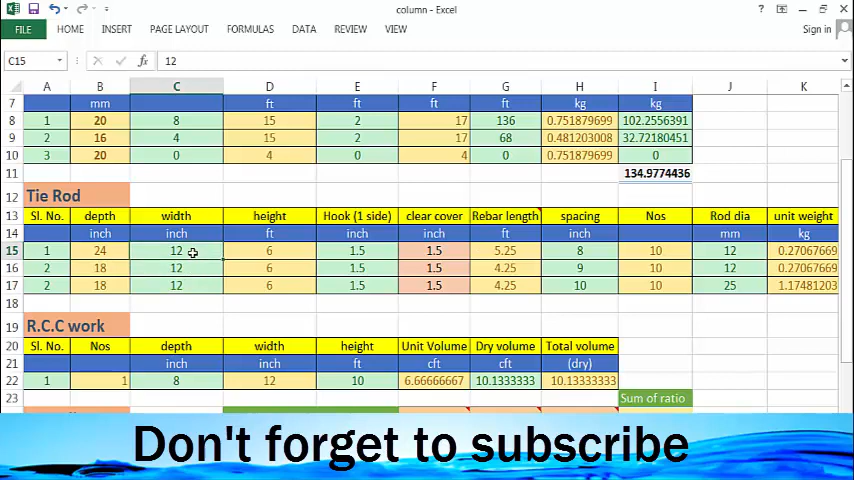 column - Excel
? Sign in
FILE HOME INSERT PAGE LAYOUT FORMULAS DATA REVIEW VIEW
C15 fx 12
A B C D E F G H I J K
7 mm ft ft ft ft kg kg
8 1 20 8 15 2 17 136 0.751879699 102.2556391
9 2 16 4 15 2 17 68 0.481203008 32.72180451
10 3 20 0 4 4 0 0.751879699 0
11 134.9774436
12 Tie Rod
13 Sl. No. depth width height Hook (1 side) clear cover Rebar length spacing Nos Rod dia unit weight
14 inch inch ft inch inch ft inch mm kg
15 1 24 12 6 1.5 1.5 5.25 8 10 12 0.27067669
16 2 18 12 6 1.5 1.5 4.25 9 10 12 0.27067669
17 2 18 12 6 1.5 1.5 4.25 10 10 25 1.17481203
18
19 R.C.C work
20 Sl. No. Nos depth width height Unit Volume Dry volume Total volume
21 inch inch ft cft cft (dry)
22 1 1 8 12 10 6.66666667 10.1333333 10.13333333
23 Sum of ratio
Don't forget to subscribe